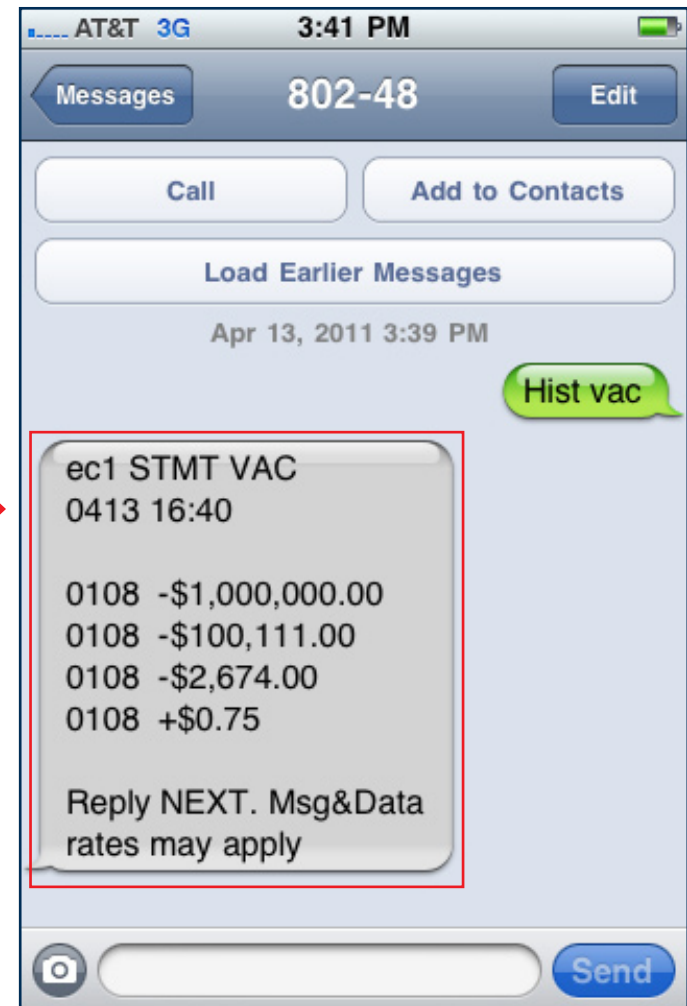 AT&T 3G 3:41 PM
Messages 802-48 Edit
Call Add to Contacts
Load Earlier Messages
Apr 13, 2011 3:39 PM
Hist vac
ec1 STMT VAC
0413 16:40
0108 -$1,000,000.00
0108 -$100,111.00
0108 -$2,674.00
0108 +$0.75
Reply NEXT. Msg&Data
rates may apply
Send